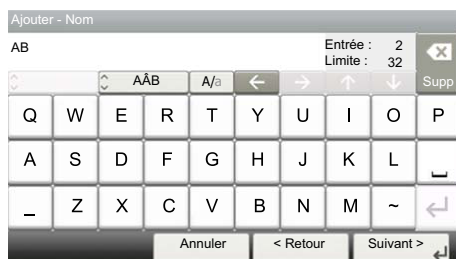 Ajouter - Nom
AB
Entrée : 2
Limite : 32
AÂB A/a ← → ↑ ↓ Supp
Q W E R T Y U I O P
A S D F G H J K L
_ Z X C V B N M ~
Annuler < Retour Suivant >